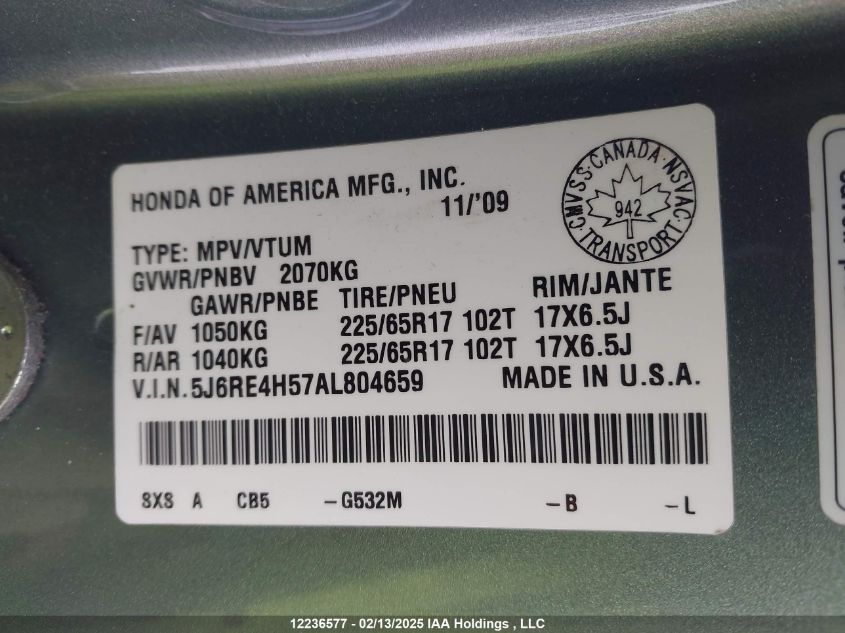 HONDA OF AMERICA MFG., INC.
11/'09
CMVSS·CANADA·NSVAC·TRANSPORT
942
TYPE: MPV/VTUM
GVWR/PNBV 2070KG
GAWR/PNBE TIRE/PNEU RIM/JANTE
F/AV 1050KG 225/65R17 102T 17X6.5J
R/AR 1040KG 225/65R17 102T 17X6.5J
V.I.N. 5J6RE4H57AL804659 MADE IN U.S.A.
SXS A CB5 -G532M -B -L
12236577 - 02/13/2025 IAA Holdings , LLC